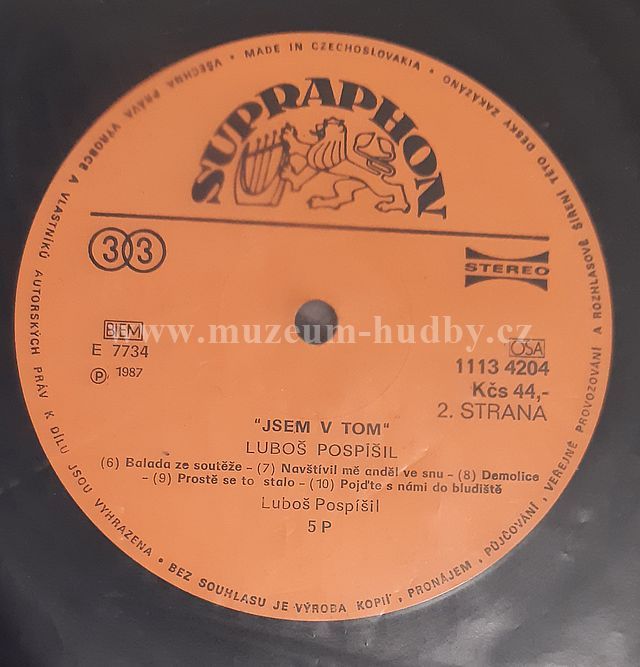 • MADE IN CZECHOSLOVAKIA •
VŠECHNA PRÁVA VÝROBCE A VLASTNÍKŮ AUTORSKÝCH PRÁV K DÍLU JSOU VYHRAZENA • BEZ SOUHLASU JE VÝROBA KOPIÍ, PRONÁJEM, PŮJČOVÁNÍ, VEŘEJNÉ PROVOZOVÁNÍ A ROZHLASOVÉ ŠÍŘENÍ TÉTO DESKY ZAKÁZÁNO
SUPRAPHON
33
STEREO
www.muzeum-hudby.cz
BIEM
E 7734
Ⓟ 1987
OSA
1113 4204
Kčs 44,-
2. STRANA
"JSEM V TOM"
LUBOŠ POSPÍŠIL
(6) Balada ze soutěže – (7) Navštívil mě anděl ve snu – (8) Demolice
– (9) Prostě se to stalo – (10) Pojďte s námi do bludiště
Luboš Pospíšil
5 P